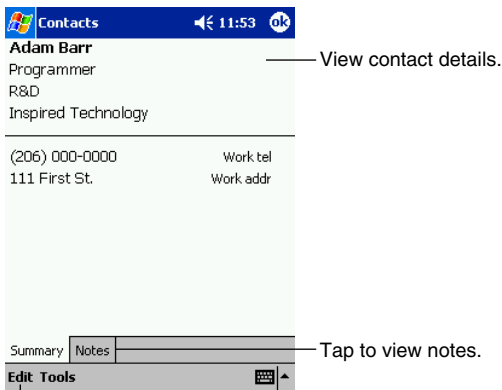 Contacts 11:53 ok
Adam Barr
View contact details.
Programmer
R&D
Inspired Technology
(206) 000-0000 Work tel
111 First St. Work addr
Summary Notes
Tap to view notes.
Edit Tools